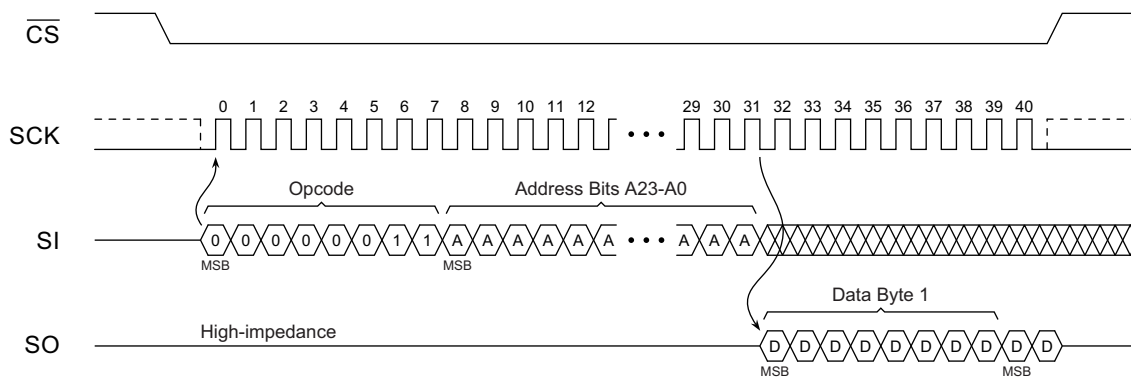 CS
SCK 0 1 2 3 4 5 6 7 8 9 10 11 12 ••• 29 30 31 32 33 34 35 36 37 38 39 40
Opcode Address Bits A23-A0
SI 0 0 0 0 0 0 1 1 A A A A A A ••• A A A
MSB MSB
Data Byte 1
SO High-impedance D D D D D D D D D D
MSB MSB